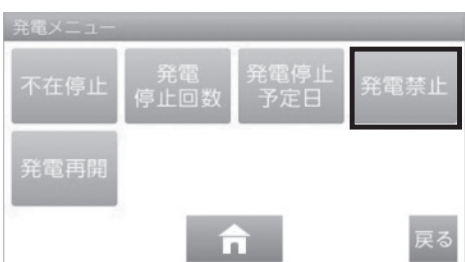 発電メニュー
不在停止
発電
停止回数
発電停止
予定日
発電禁止
発電再開
戻る